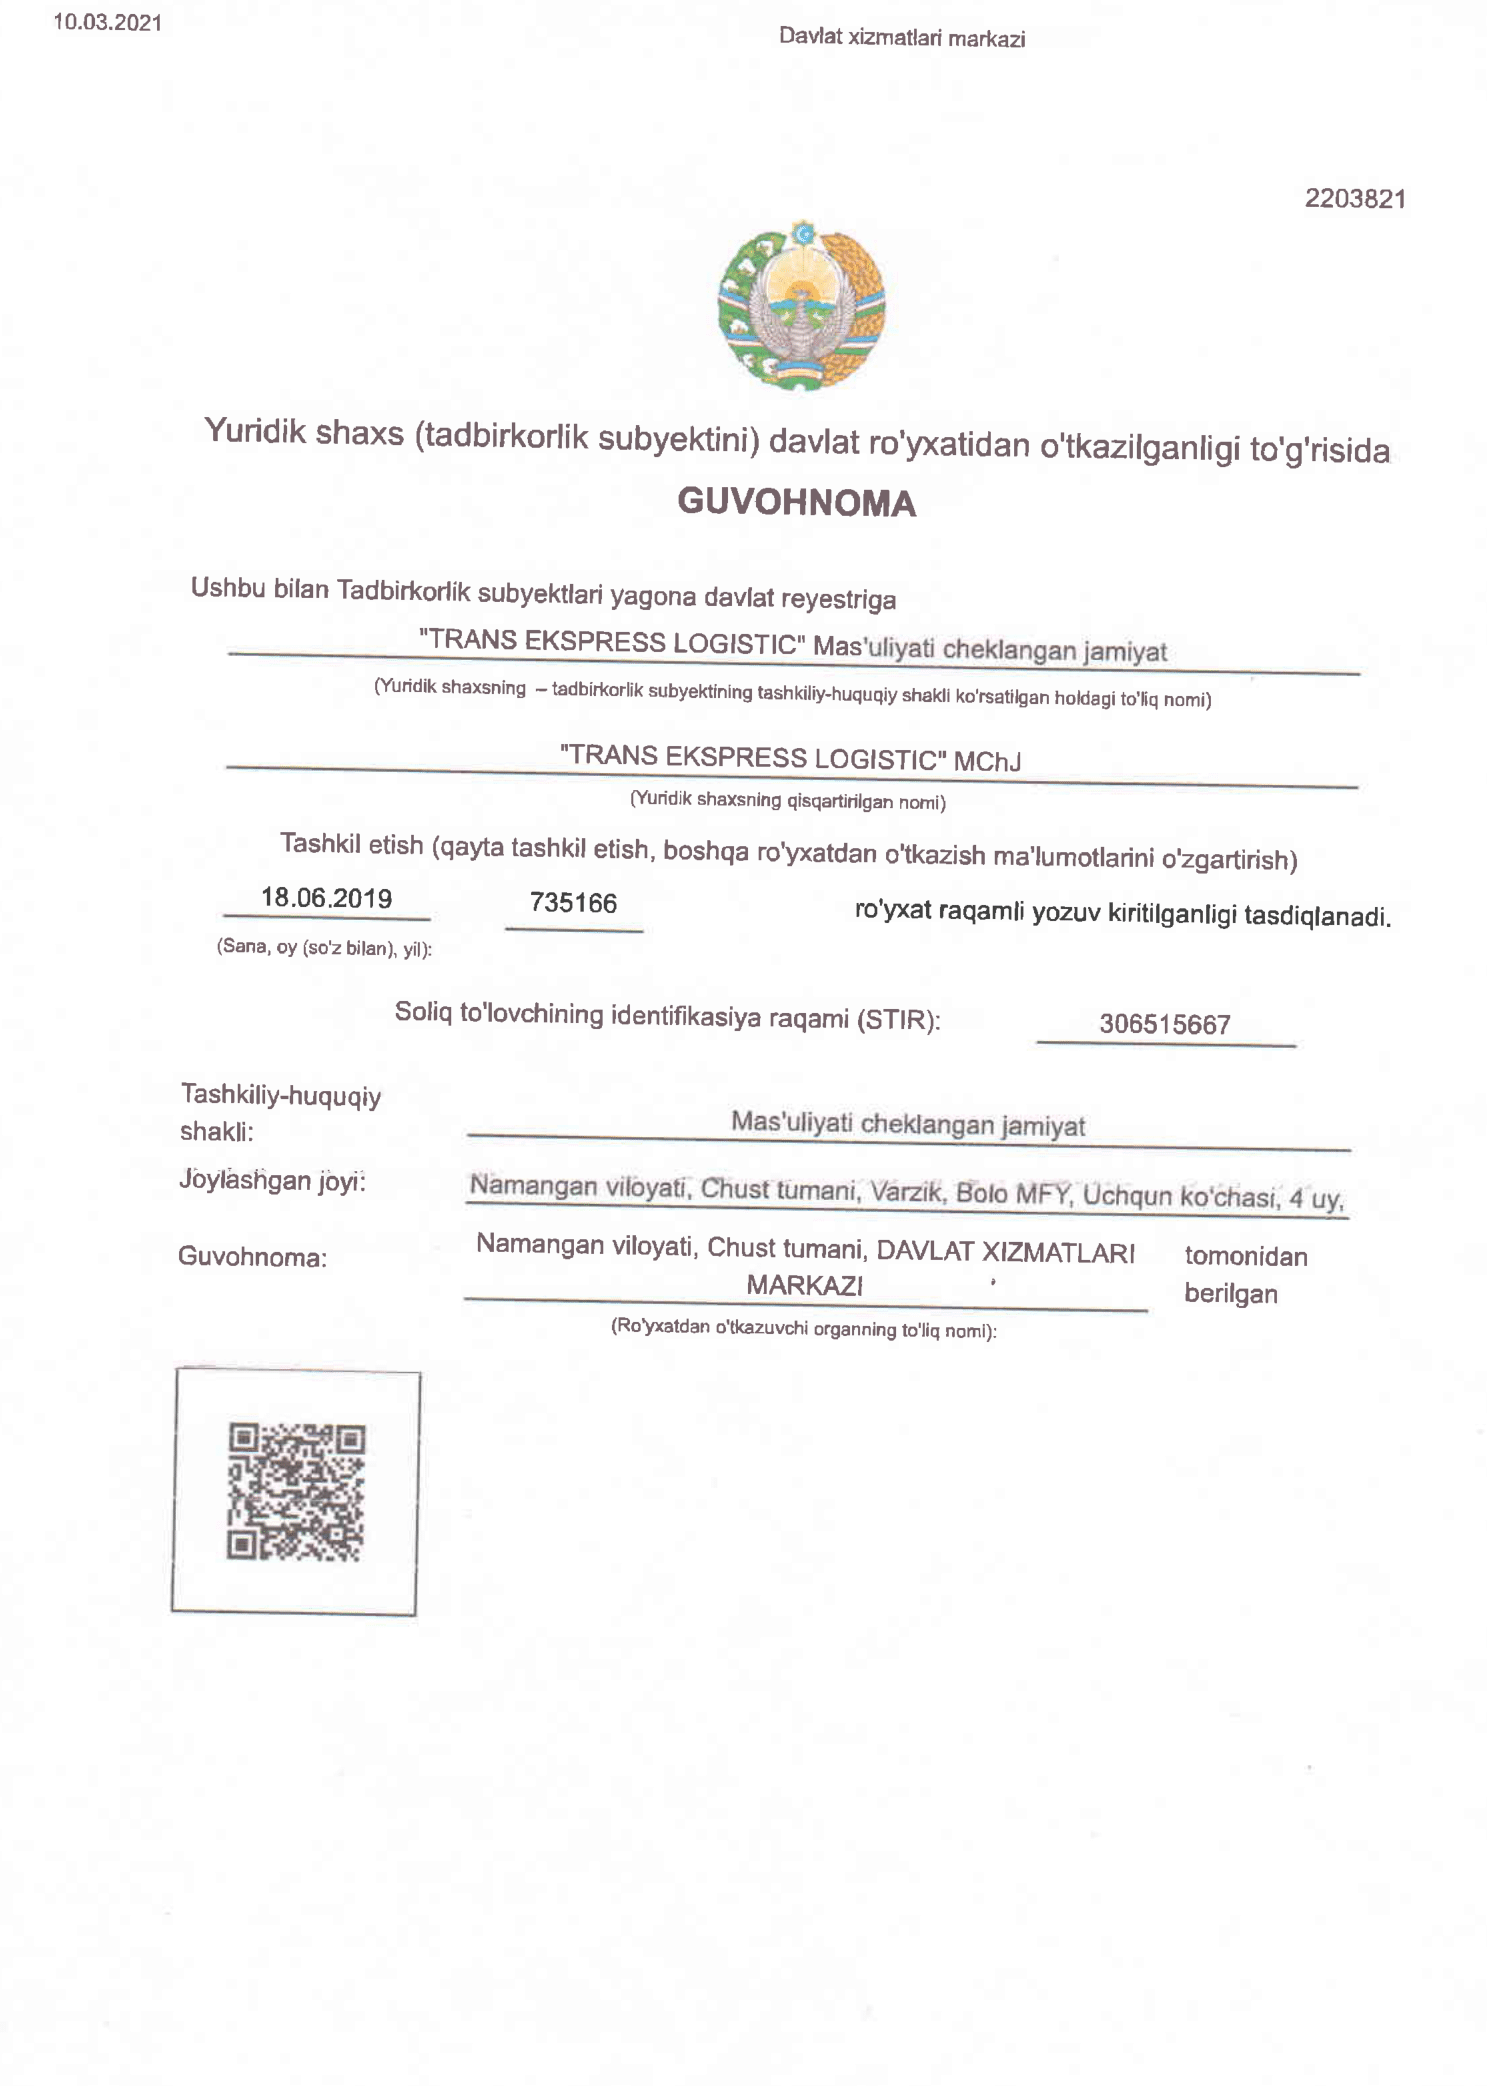 10.03.2021
Davlat xizmatlari markazi
2203821
Yuridik shaxs (tadbirkorlik subyektini) davlat ro'yxatidan o'tkazilganligi to'g'risida
GUVOHNOMA
Ushbu bilan Tadbirkorlik subyektlari yagona davlat reyestriga
"TRANS EKSPRESS LOGISTIC" Mas'uliyati cheklangan jamiyat
(Yuridik shaxsning – tadbirkorlik subyektining tashkiliy-huquqiy shakli ko'rsatilgan holdagi to'liq nomi)
"TRANS EKSPRESS LOGISTIC" MChJ
(Yuridik shaxsning qisqartirilgan nomi)
Tashkil etish (qayta tashkil etish, boshqa ro'yxatdan o'tkazish ma'lumotlarini o'zgartirish)
18.06.2019 735166 ro'yxat raqamli yozuv kiritilganligi tasdiqlanadi.
(Sana, oy (so'z bilan), yil):
Soliq to'lovchining identifikasiya raqami (STIR): 306515667
Tashkiliy-huquqiy
shakli: Mas'uliyati cheklangan jamiyat
Joylashgan joyi: Namangan viloyati, Chust tumani, Varzik, Bolo MFY, Uchqun ko'chasi, 4 uy,
Guvohnoma: Namangan viloyati, Chust tumani, DAVLAT XIZMATLARI tomonidan
MARKAZI berilgan
(Ro'yxatdan o'tkazuvchi organning to'liq nomi):